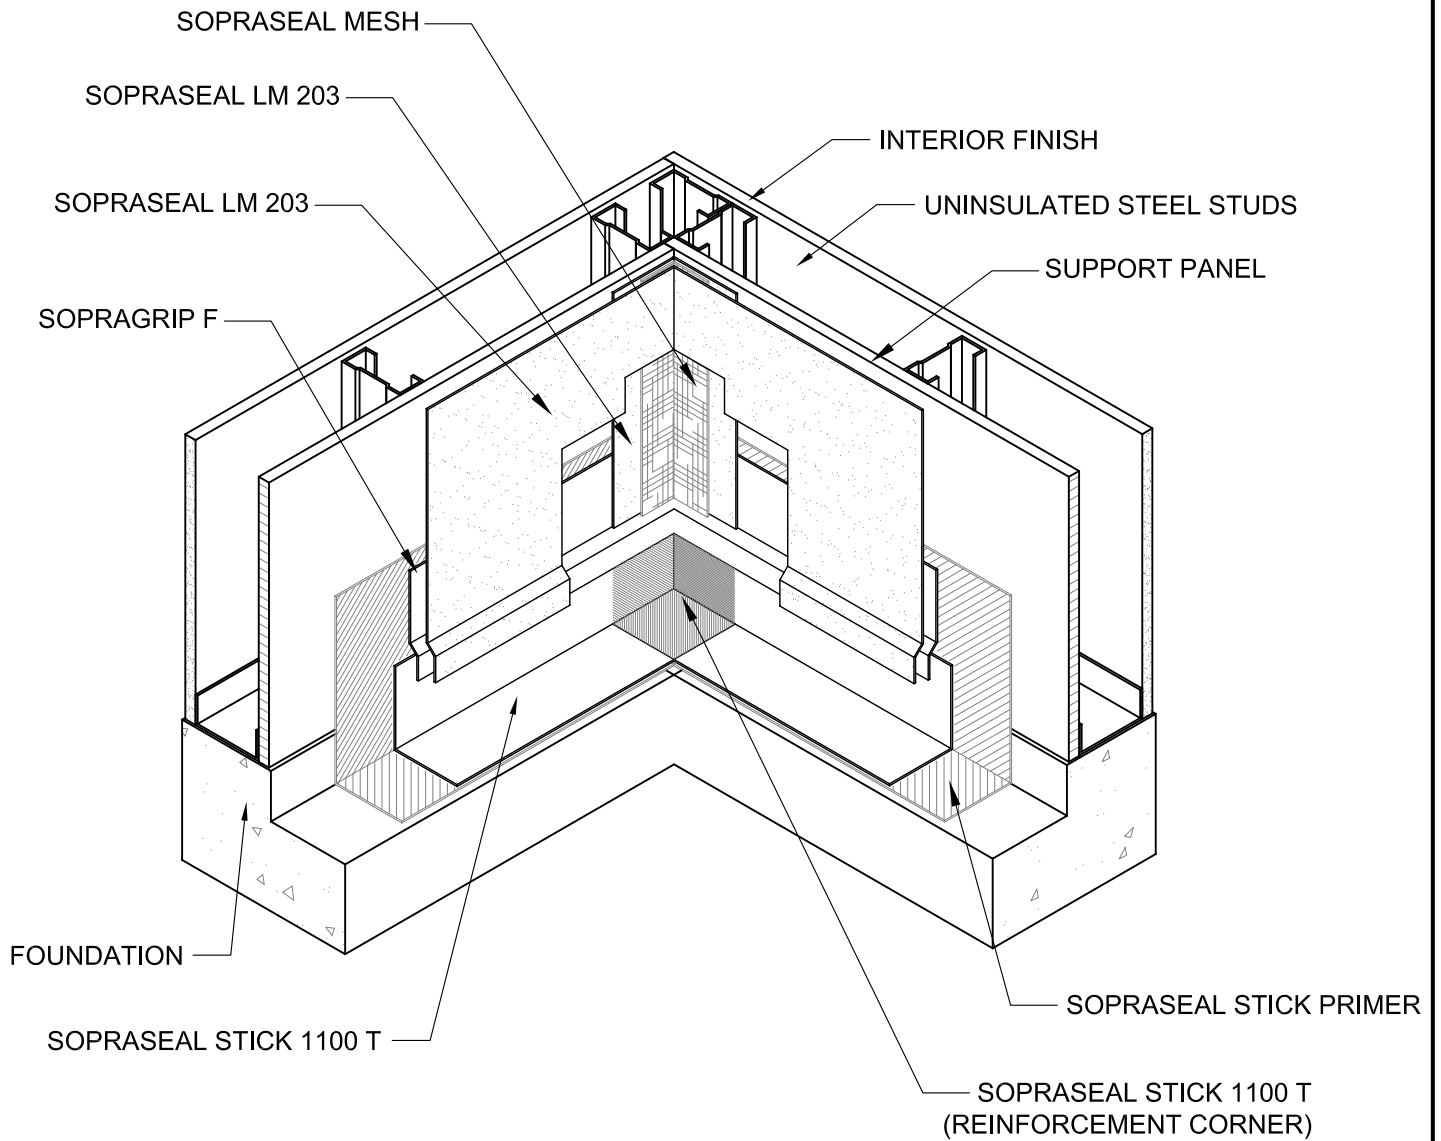 SOPRASEAL MESH
SOPRASEAL LM 203
INTERIOR FINISH
SOPRASEAL LM 203
UNINSULATED STEEL STUDS
SUPPORT PANEL
SOPRAGRIP F
FOUNDATION
SOPRASEAL STICK PRIMER
SOPRASEAL STICK 1100 T
SOPRASEAL STICK 1100 T
(REINFORCEMENT CORNER)